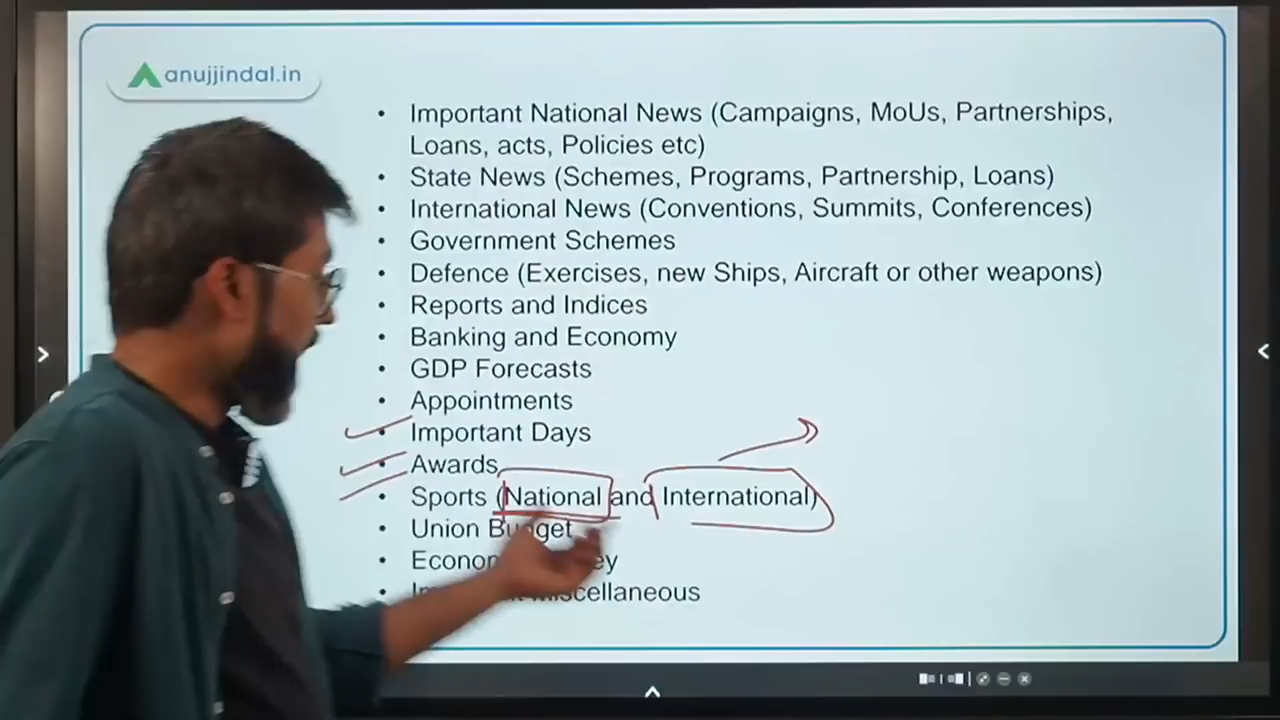 anujjindal.in
• Important National News (Campaigns, MoUs, Partnerships,
Loans, acts, Policies etc)
• State News (Schemes, Programs, Partnership, Loans)
• International News (Conventions, Summits, Conferences)
• Government Schemes
• Defence (Exercises, new Ships, Aircraft or other weapons)
• Reports and Indices
• Banking and Economy
• GDP Forecasts
• Appointments
• Important Days
• Awards
• Sports (National and International)
• Union Budget
•
• Miscellaneous